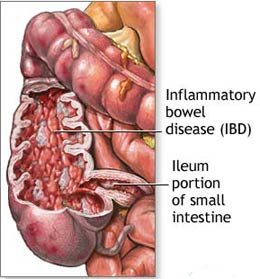 Inflammatory
bowel
disease (IBD)
Ileum
portion
of small
intestine